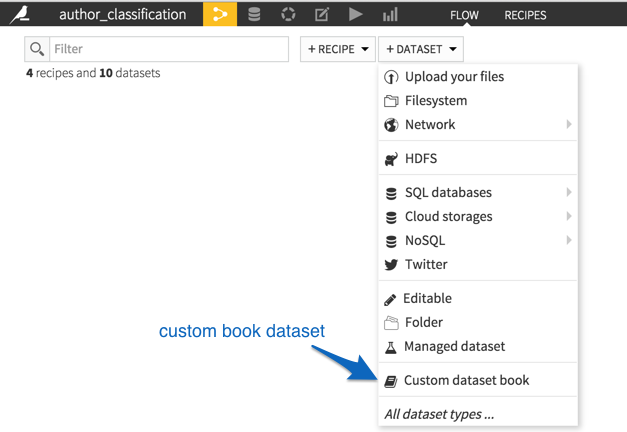 author_classification FLOW RECIPES
Filter + RECIPE + DATASET
4 recipes and 10 datasets
Upload your files
Filesystem
Network
HDFS
SQL databases
Cloud storages
NoSQL
Twitter
Editable
Folder
Managed dataset
custom book dataset
Custom dataset book
All dataset types ...